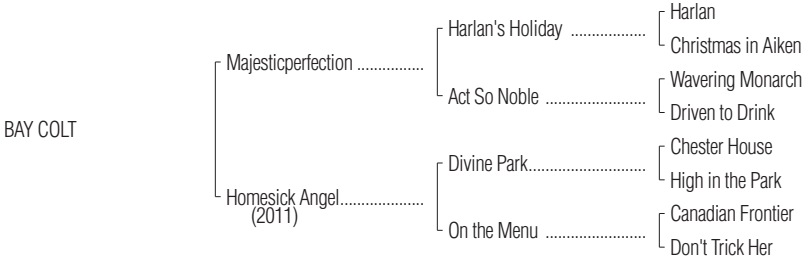 Harlan
Harlan's Holiday ..................
Christmas in Aiken
Majesticperfection ................
Wavering Monarch
Act So Noble ........................
Driven to Drink
BAY COLT
Chester House
Divine Park............................
High in the Park
Homesick Angel....................
(2011)
Canadian Frontier
On the Menu ........................
Don't Trick Her